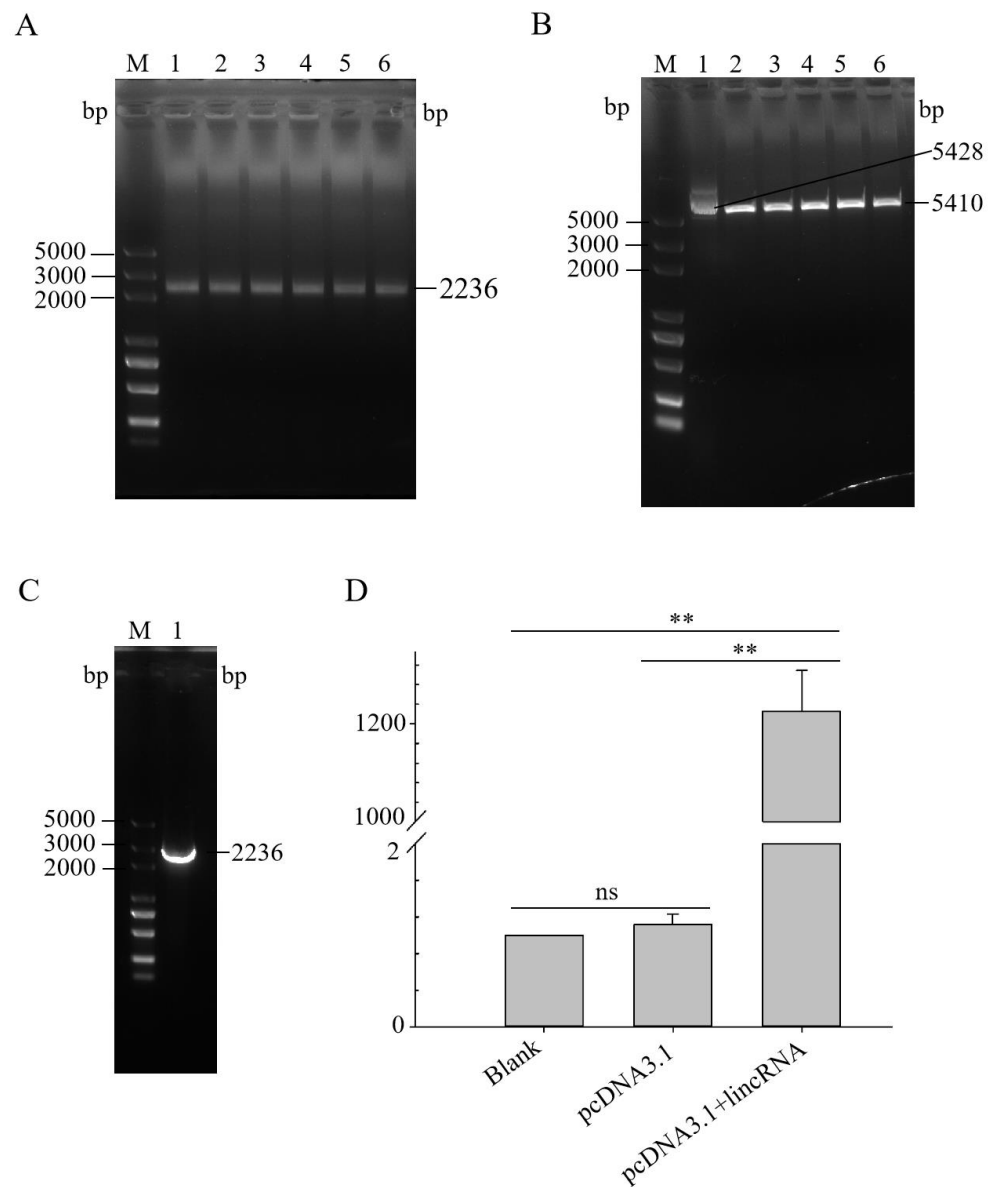 A
M 1 2 3 4 5 6
bp bp
5000
3000
2000
2236
B
M 1 2 3 4 5 6
bp bp
5428
5410
5000
3000
2000
C
M 1
bp bp
5000
3000
2000
2236
D
**
**
1200
1000
2
ns
0
Blank
pcDNA3.1
pcDNA3.1+lincRNA